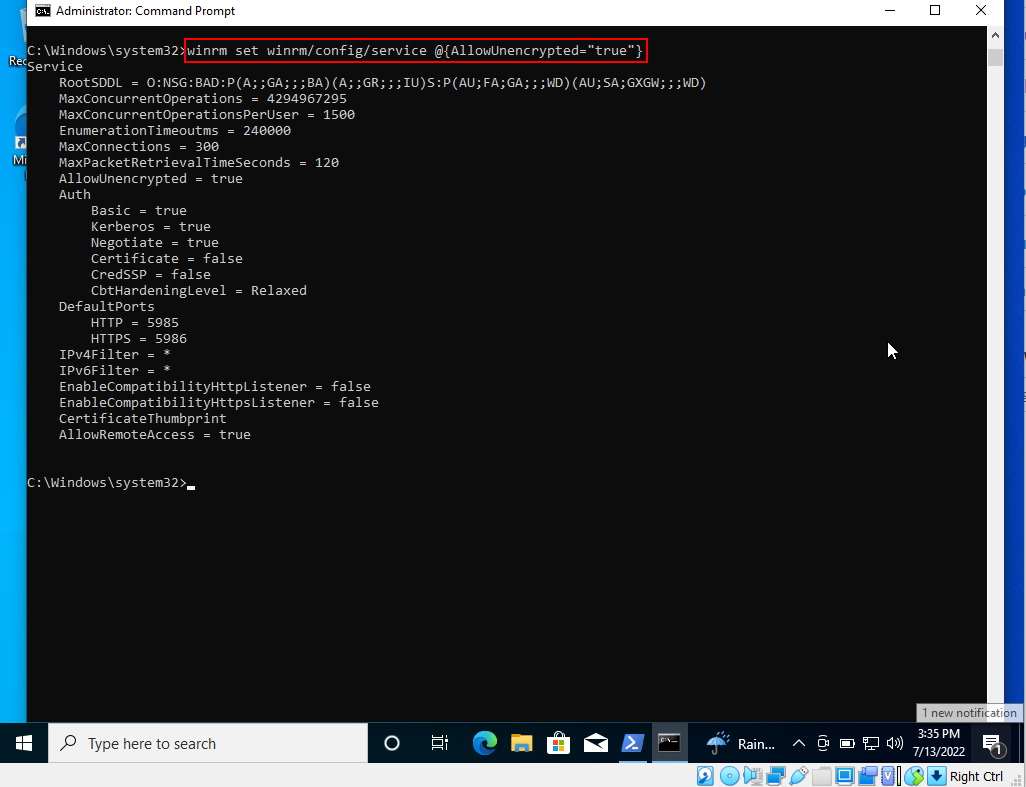 Administrator: Command Prompt
C:\Windows\system32>winrm set winrm/config/service @{AllowUnencrypted="true"}
Service
RootSDDL = O:NSG:BAD:P(A;;GA;;;BA)(A;;GR;;;IU)S:P(AU;FA;GA;;;WD)(AU;SA;GXGW;;;WD)
MaxConcurrentOperations = 4294967295
MaxConcurrentOperationsPerUser = 1500
EnumerationTimeoutms = 240000
MaxConnections = 300
MaxPacketRetrievalTimeSeconds = 120
AllowUnencrypted = true
Auth
Basic = true
Kerberos = true
Negotiate = true
Certificate = false
CredSSP = false
CbtHardeningLevel = Relaxed
DefaultPorts
HTTP = 5985
HTTPS = 5986
IPv4Filter = *
IPv6Filter = *
EnableCompatibilityHttpListener = false
EnableCompatibilityHttpsListener = false
CertificateThumbprint
AllowRemoteAccess = true
C:\Windows\system32>
Rec
Mi
1 new notification
Type here to search
Rain...
3:35 PM
7/13/2022
1
Right Ctrl